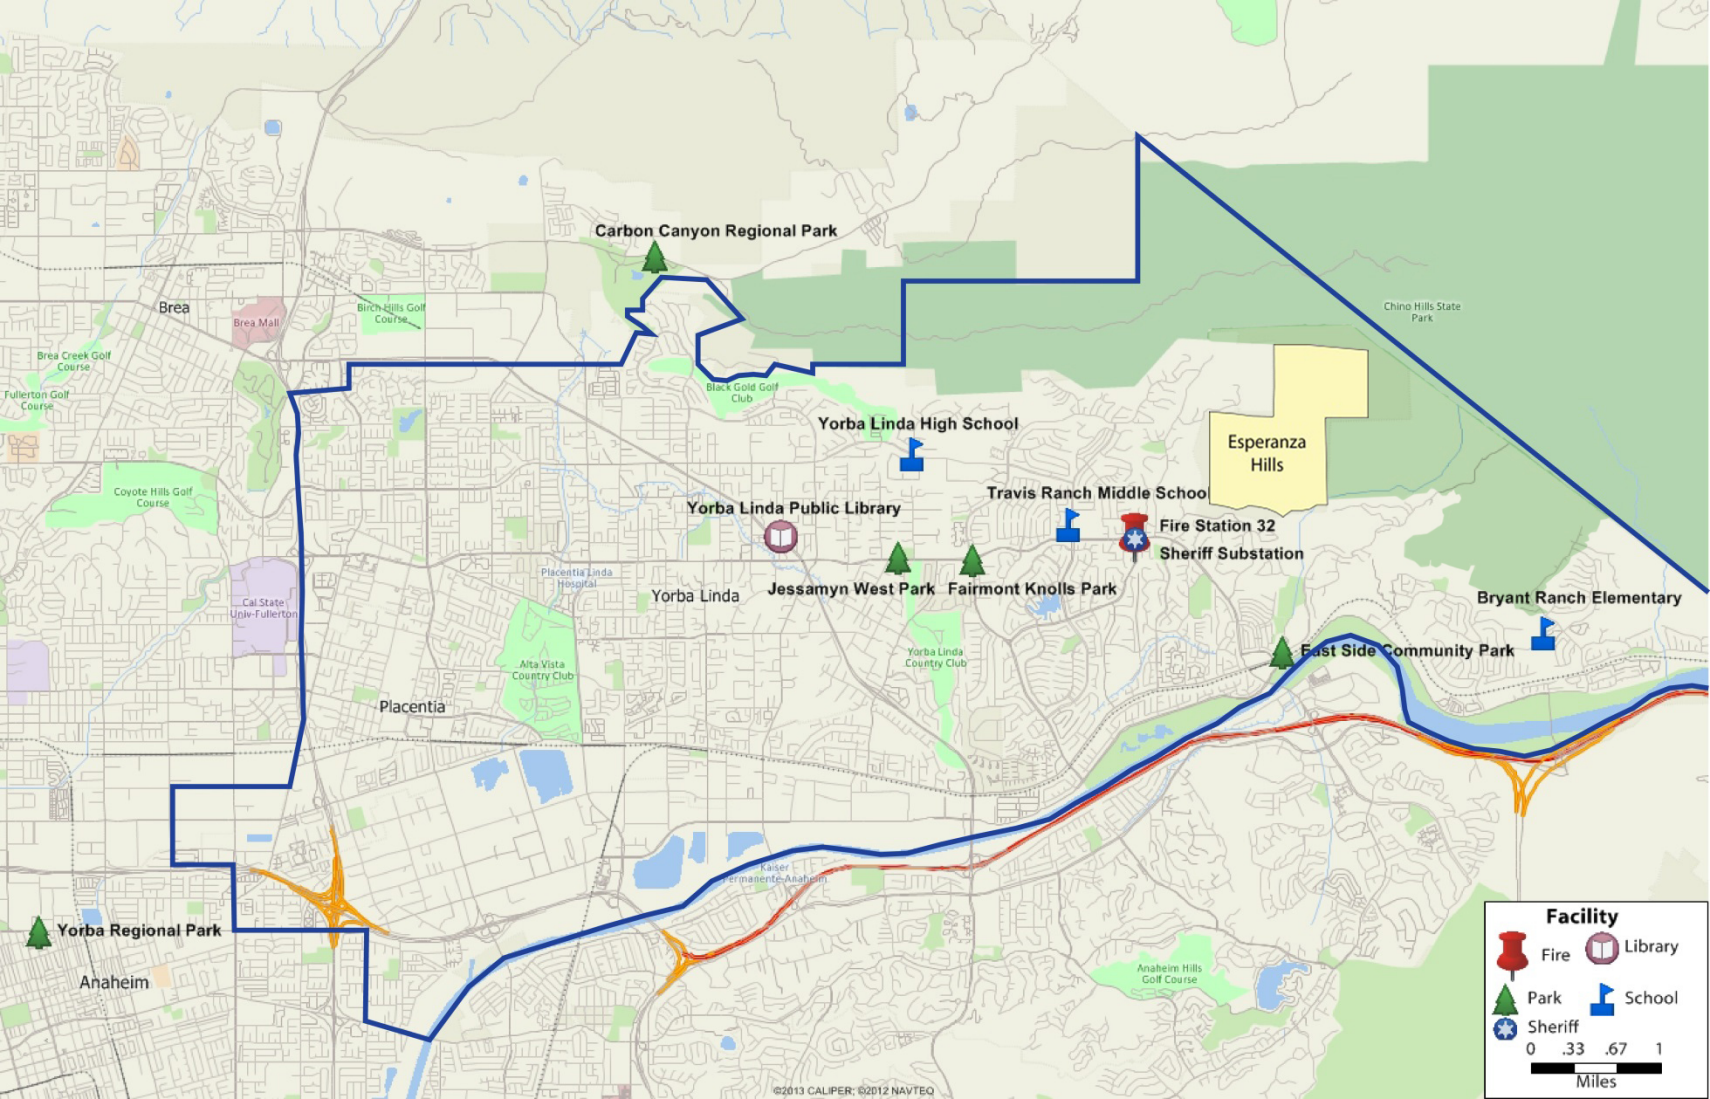 Carbon Canyon Regional Park
Brea
Brea Mall
Birch Hills Golf
Course
Chino Hills State
Park
Brea Creek Golf
Course
Fullerton Golf
Course
Black Gold Golf
Club
Yorba Linda High School
Esperanza
Hills
Coyote Hills Golf
Course
Travis Ranch Middle School
Yorba Linda Public Library
Fire Station 32
Sheriff Substation
Placentia Linda
Hospital
Jessamyn West Park
Fairmont Knolls Park
Yorba Linda
Cal State
Univ-Fullerton
Bryant Ranch Elementary
Yorba Linda
Country Club
East Side Community Park
Alta Vista
Country Club
Placentia
Kaiser
Permanente-Anaheim
Yorba Regional Park
Anaheim
Anaheim Hills
Golf Course
Facility
Fire
Library
Park
School
Sheriff
0 .33 .67 1
Miles
©2013 CALIPER; ©2012 NAVTEQ